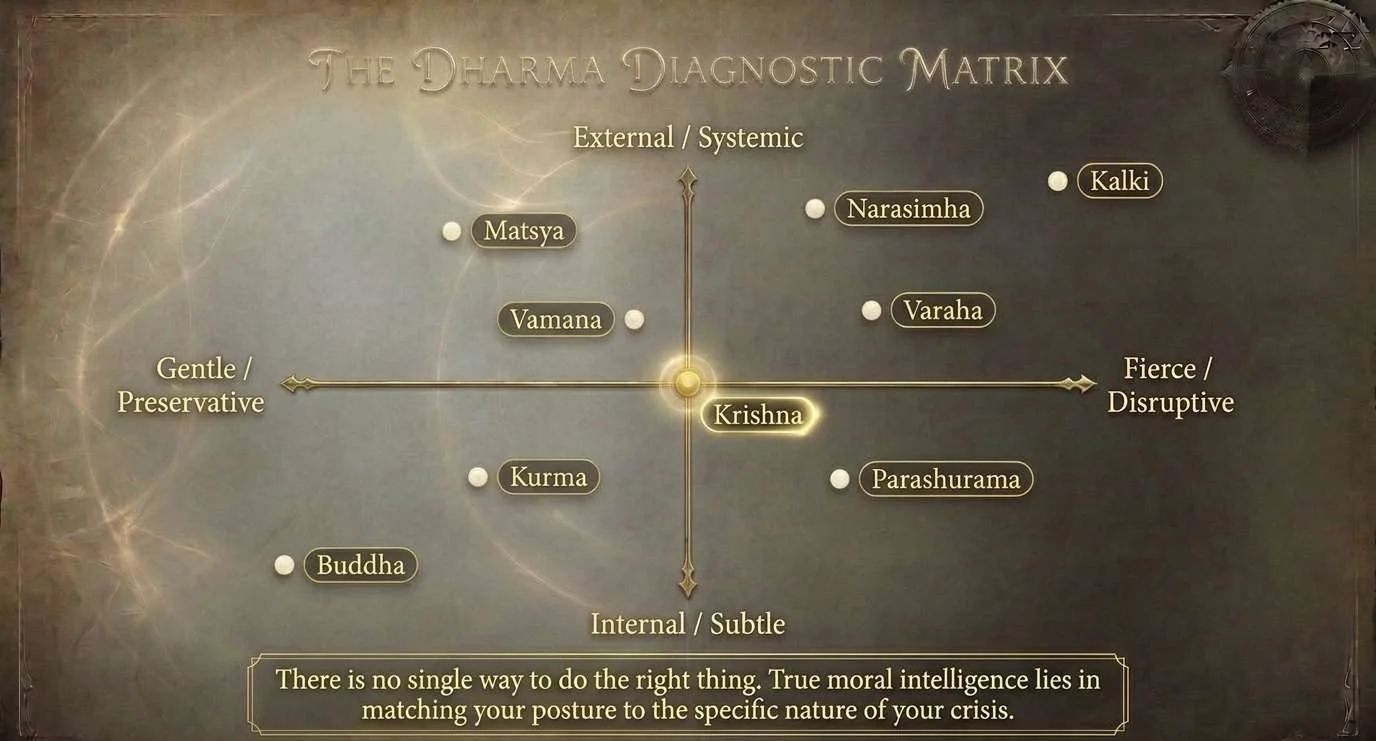 The Dharma Diagnostic Matrix
External / Systemic
Kalki
Narasimha
Matsya
Varaha
Vamana
Gentle /
Preservative
Fierce /
Disruptive
Krishna
Kurma
Parashurama
Buddha
Internal / Subtle
There is no single way to do the right thing. True moral intelligence lies in
matching your posture to the specific nature of your crisis.